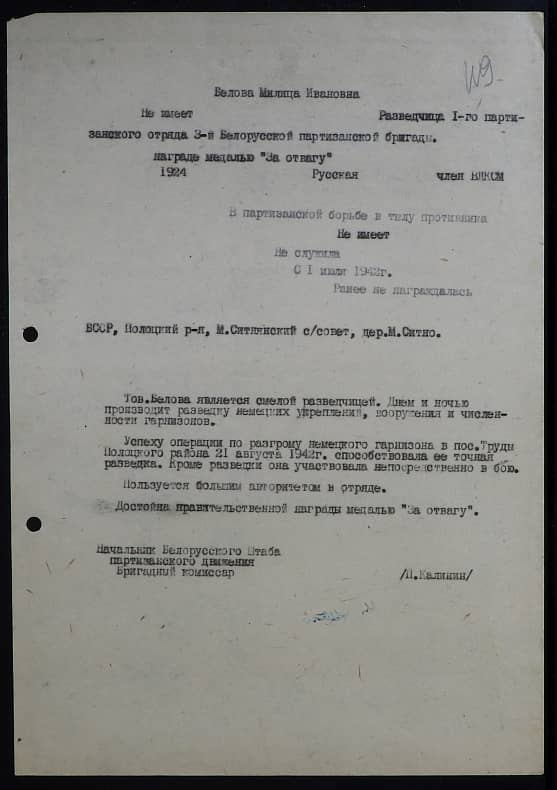 119
Белова Милица Ивановна
Не имеет Разведчица I-го парти-
занского отряда 3-й Белорусской партизанской бригады.
награде медалью "За отвагу"
1924 Русская член ВЛКСМ
В партизанской борьбе в тылу противника
Не имеет
Не служила
С I июля 1942г.
Ранее не награждалась
БССР, Полоцкий р-н, М.Ситнянский с/совет, дер.М.Ситно.
Тов.Белова является смелой разведчицей. Днем и ночью
производит разведку немецких укреплений, вооружения и числен-
ности гарнизонов.
Успеху операции по разгрому немецкого гарнизона в пос.Труды
Полоцкого района 21 августа 1942г. способствовала ее точная
разведка. Кроме разведки она участвовала непосредственно в бою.
Пользуется большим авторитетом в отряде.
Достойна правительственной награды медалью "За отвагу".
Начальник Белорусского Штаба
партизанского движения
Бригадный комиссар /П.Калинин/